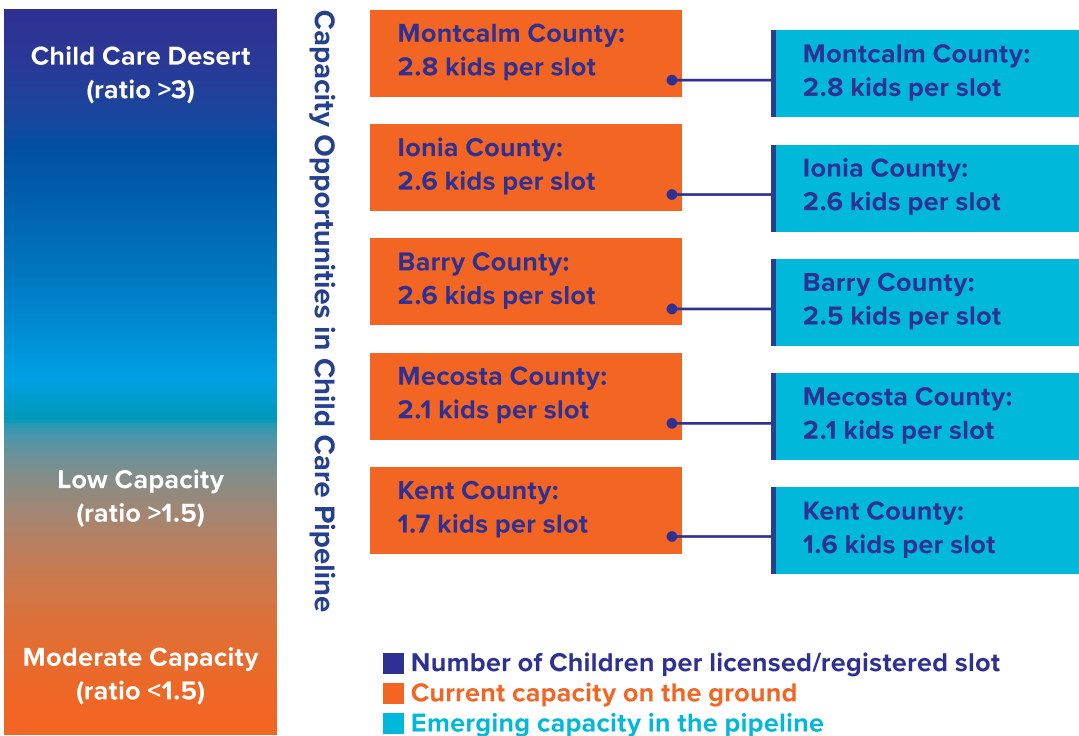 Child Care Desert
(ratio >3)
Low Capacity
(ratio >1.5)
Moderate Capacity
(ratio <1.5)
Capacity Opportunities in Child Care Pipeline
Montcalm County:
2.8 kids per slot
Montcalm County:
2.8 kids per slot
Ionia County:
2.6 kids per slot
Ionia County:
2.6 kids per slot
Barry County:
2.6 kids per slot
Barry County:
2.5 kids per slot
Mecosta County:
2.1 kids per slot
Mecosta County:
2.1 kids per slot
Kent County:
1.7 kids per slot
Kent County:
1.6 kids per slot
Number of Children per licensed/registered slot
Current capacity on the ground
Emerging capacity in the pipeline